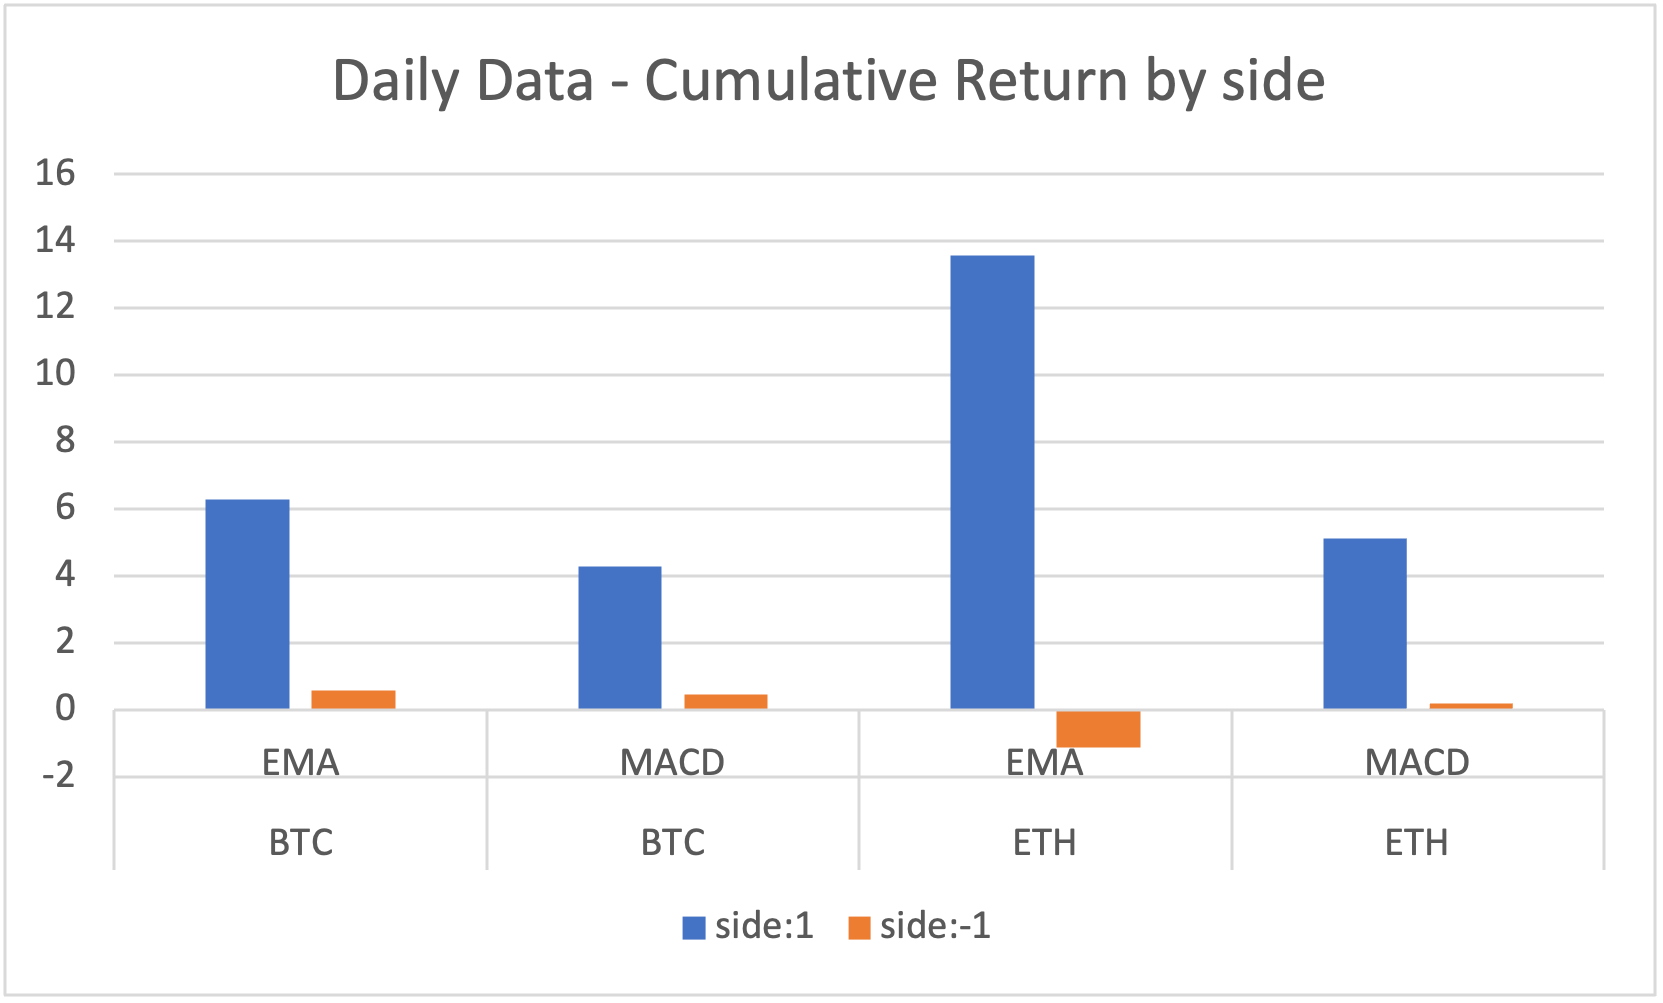 Daily Data - Cumulative Return by side
16
14
12
10
8
6
4
2
0
-2
EMA MACD EMA MACD
BTC BTC ETH ETH
side:1 side:-1